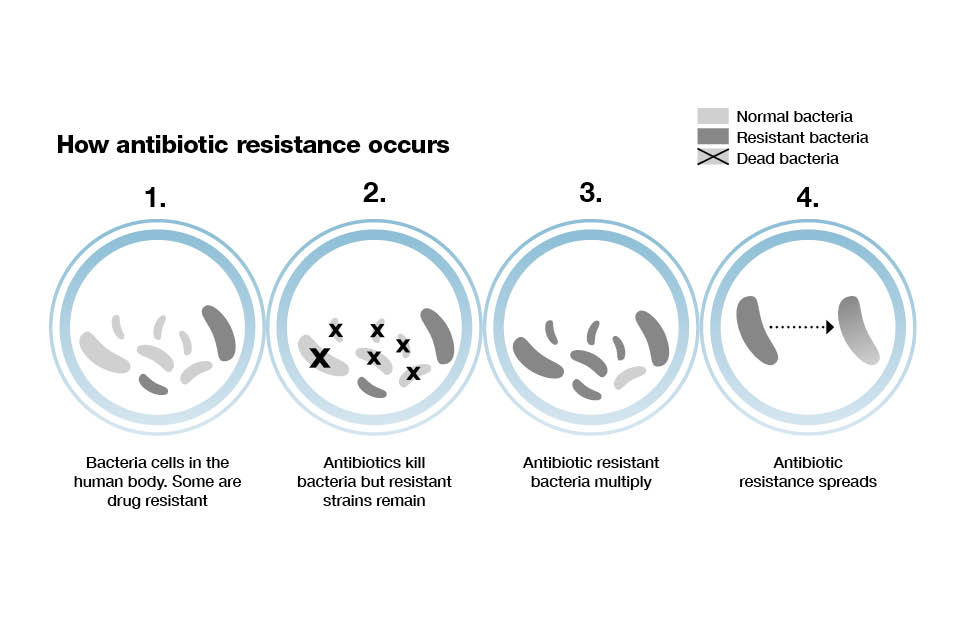 How antibiotic resistance occurs
Normal bacteria
Resistant bacteria
Dead bacteria
1.
2.
3.
4.
x
x
x
x
x
x
Bacteria cells in the
human body. Some are
drug resistant
Antibiotics kill
bacteria but resistant
strains remain
Antibiotic resistant
bacteria multiply
Antibiotic
resistance spreads